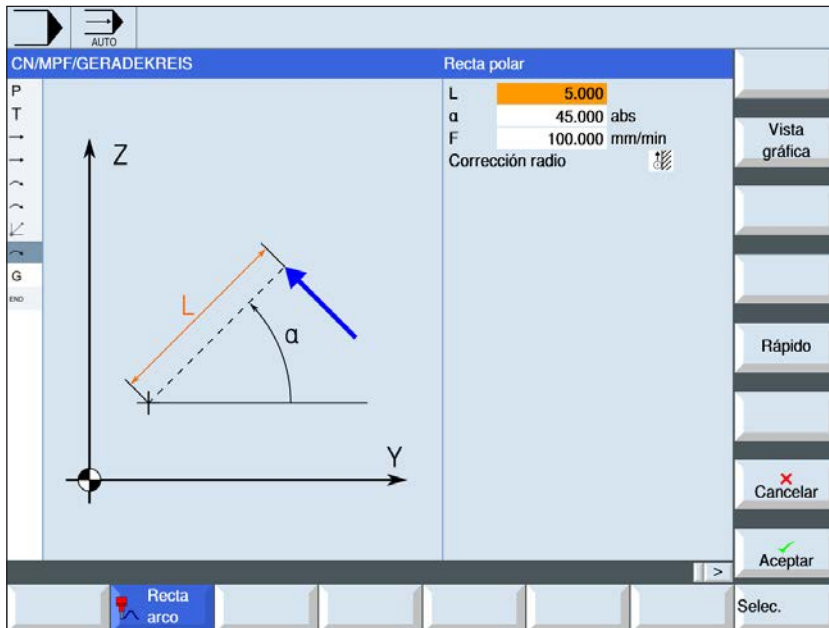 AUTO
CN/MPF/GERADEKREIS
Recta polar
P
T
G
END
Z
L
α
Y
L 5.000
α 45.000 abs
F 100.000 mm/min
Corrección radio
Vista
gráfica
Rápido
Cancelar
Aceptar
>
Recta
arco
Selec.